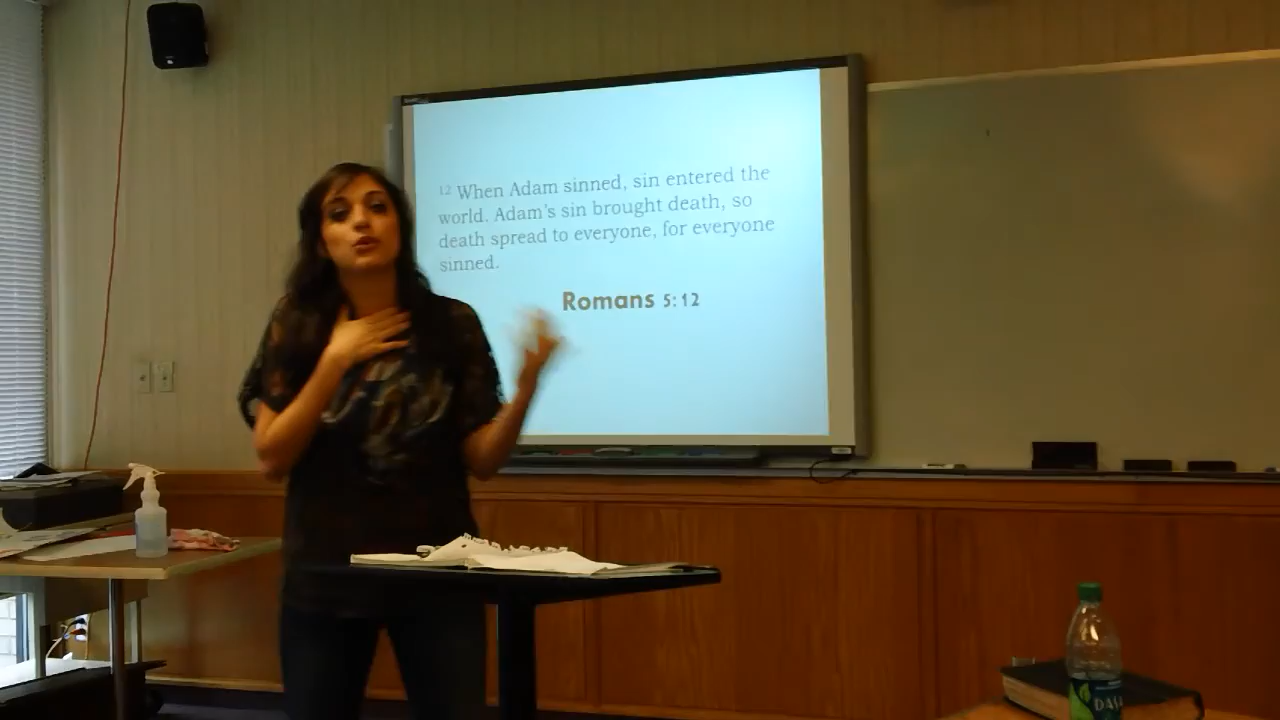 12 When Adam sinned, sin entered the
world. Adam's sin brought death, so
death spread to everyone, for everyone
sinned.
Romans 5:12
DASA